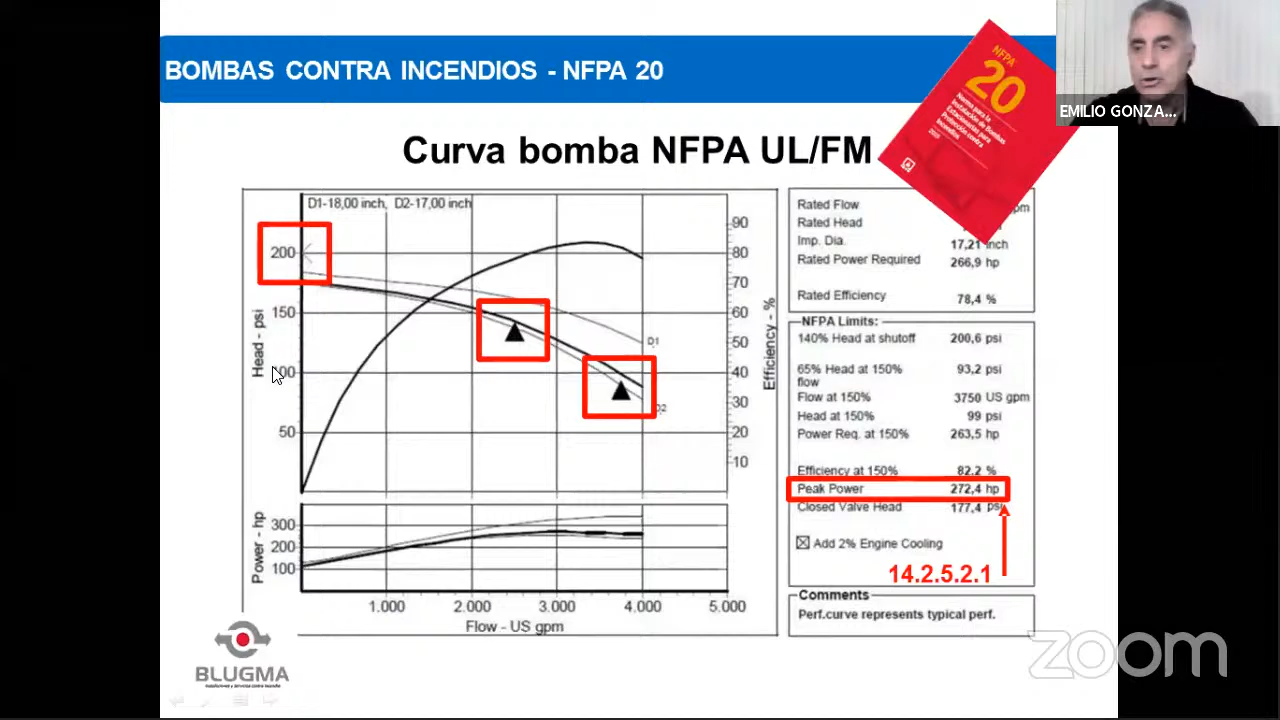 BOMBAS CONTRA INCENDIOS - NFPA 20
EMILIO GONZA...
NFPA
20
Norma para la
Instalación de Bombas
Estacionarias para
Protección contra
Incendios
Curva bomba NFPA UL/FM
D1-18,00 inch, D2-17,00 inch
Head - psi
200
150
50
D1
D2
Efficiency - %
90
80
70
60
50
40
30
20
10
Power - hp
300
200
100
1.000
2.000
3.000
4.000
5.000
Flow - US gpm
Rated Flow
Rated Head
Imp. Dia. 17,21 inch
Rated Power Required 266,9 hp
Rated Efficiency 78,4 %
NFPA Limits:
140% Head at shutoff 200,6 psi
65% Head at 150% 93,2 psi
flow
Flow at 150% 3750 US gpm
Head at 150% 99 psi
Power Req. at 150% 263,5 hp
Efficiency at 150% 82,2 %
Peak Power 272,4 hp
Closed Valve Head 177,4 psi
Add 2% Engine Cooling
14.2.5.2.1
Comments
Perf.curve represents typical perf.
BLUGMA
zoom